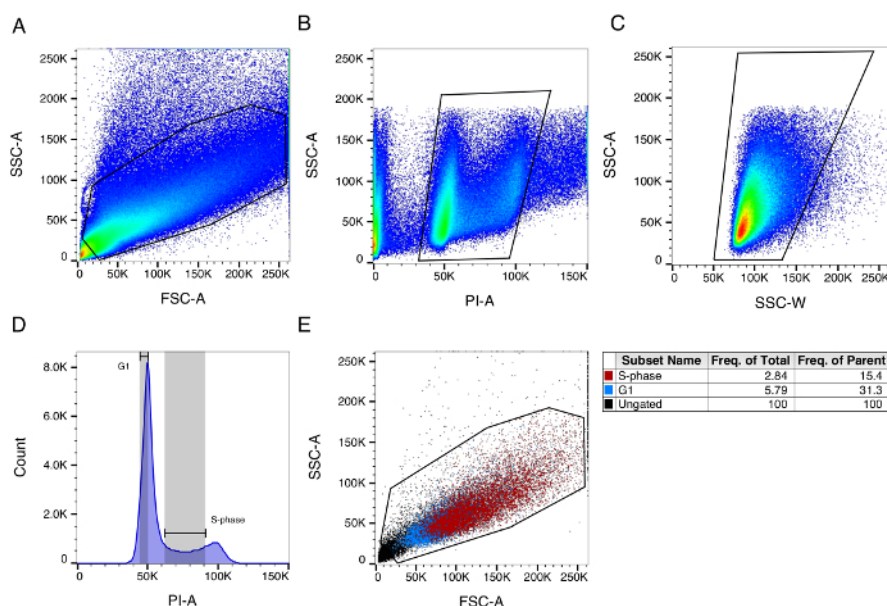 A
B
C
250K
200K
150K
100K
50K
0
SSC-A
0
50K
100K
150K
200K
250K
FSC-A
250K
200K
150K
100K
50K
0
SSC-A
0
50K
100K
150K
PI-A
250K
200K
150K
100K
50K
0
SSC-A
0
50K
100K
150K
200K
250K
SSC-W
D
E
8.0K
6.0K
4.0K
2.0K
0
Count
G1
S-phase
0
50K
100K
150K
PI-A
250K
200K
150K
100K
50K
0
SSC-A
0
50K
100K
150K
200K
250K
FSC-A
Subset Name Freq. of Total Freq. of Parent
S-phase 2.84 15.4
G1 5.79 31.3
Ungated 100 100